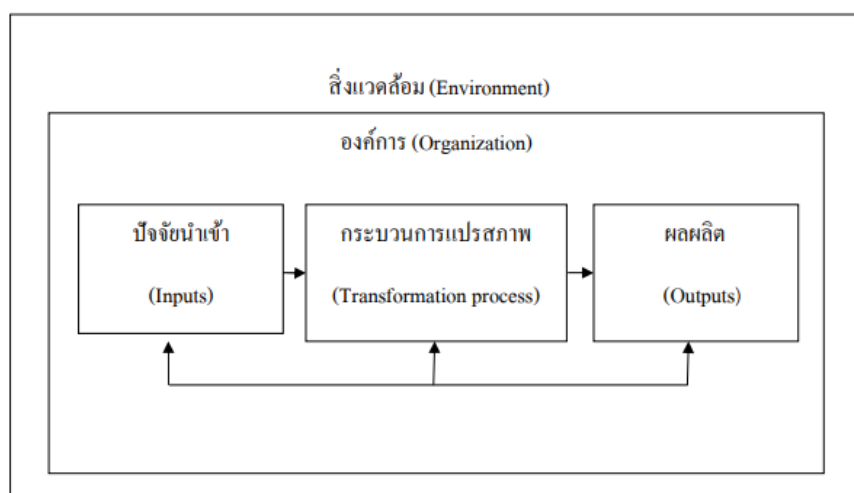 สิ่งแวดล้อม (Environment)
องค์การ (Organization)
ปัจจัยนำเข้า
(Inputs)
กระบวนการแปรสภาพ
(Transformation process)
ผลผลิต
(Outputs)